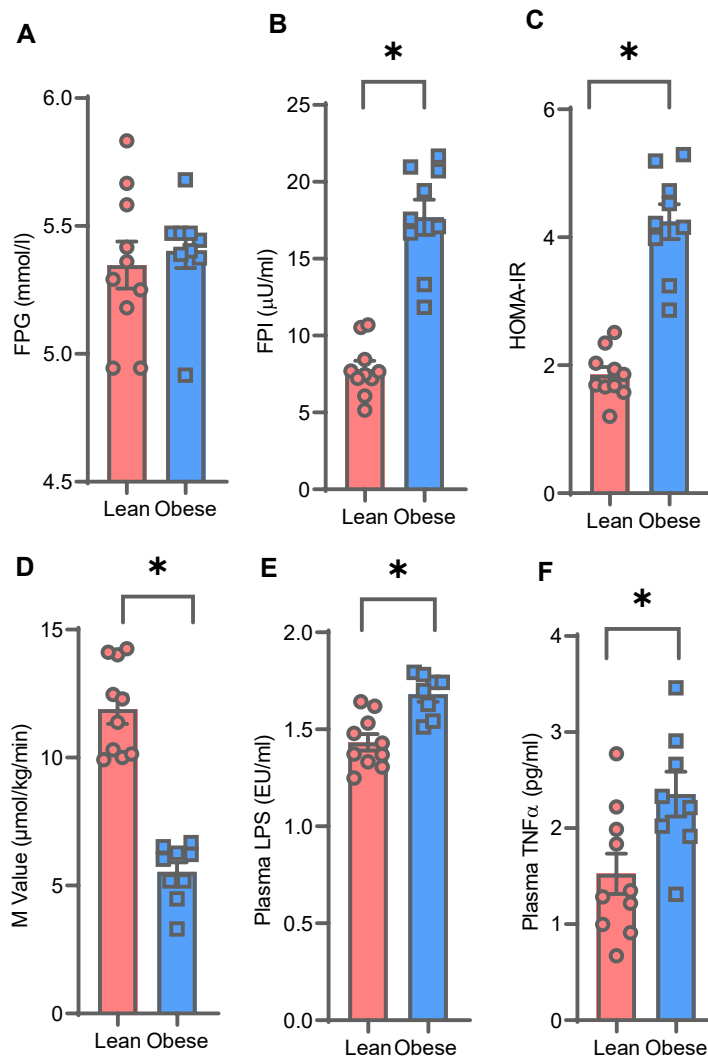 A
FPG (mmol/l)
6.0
5.5
5.0
4.5
Lean Obese
B
*
FPI (μU/ml)
25
20
15
10
5
0
Lean Obese
C
*
HOMA-IR
6
4
2
0
Lean Obese
D
*
M Value (μmol/kg/min)
15
10
5
0
Lean Obese
E
*
Plasma LPS (EU/ml)
2.0
1.5
1.0
0.5
0.0
Lean Obese
F
*
Plasma TNFα (pg/ml)
4
3
2
1
0
Lean Obese